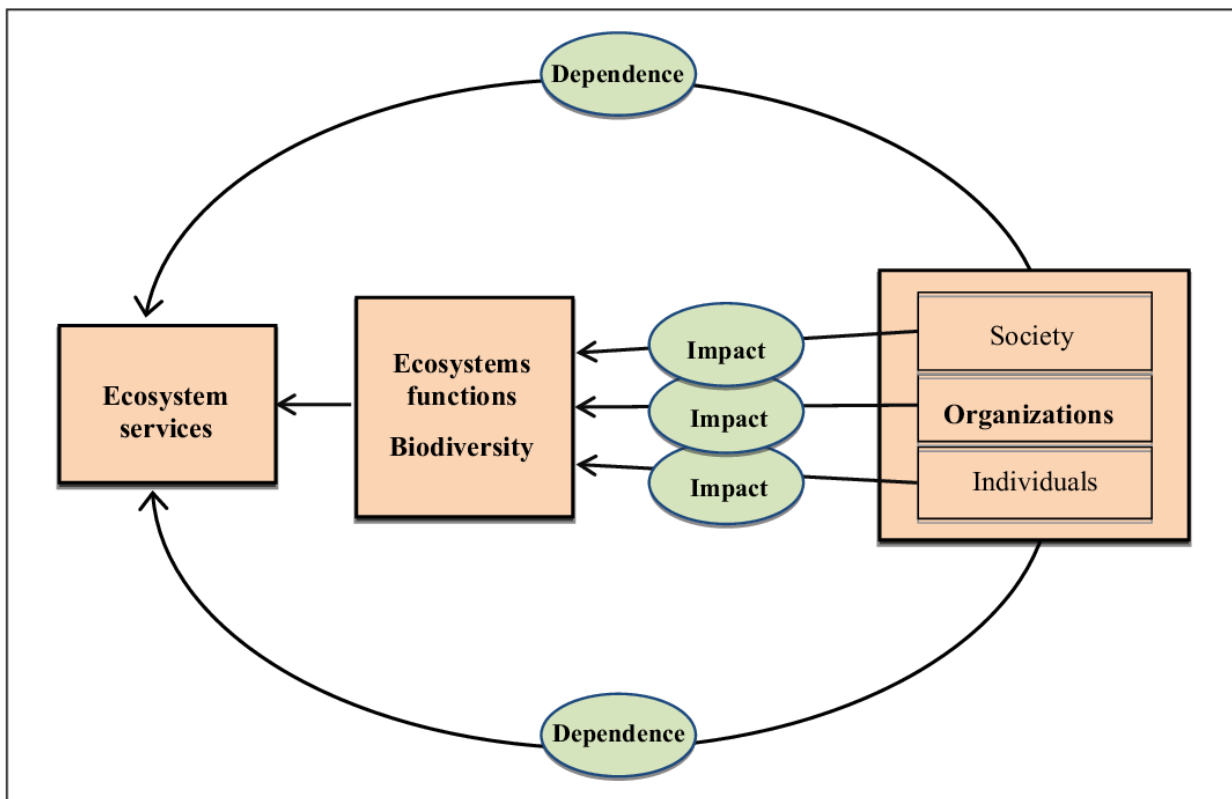 Dependence
Ecosystem
services
Ecosystems
functions
Biodiversity
Impact
Impact
Impact
Society
Organizations
Individuals
Dependence